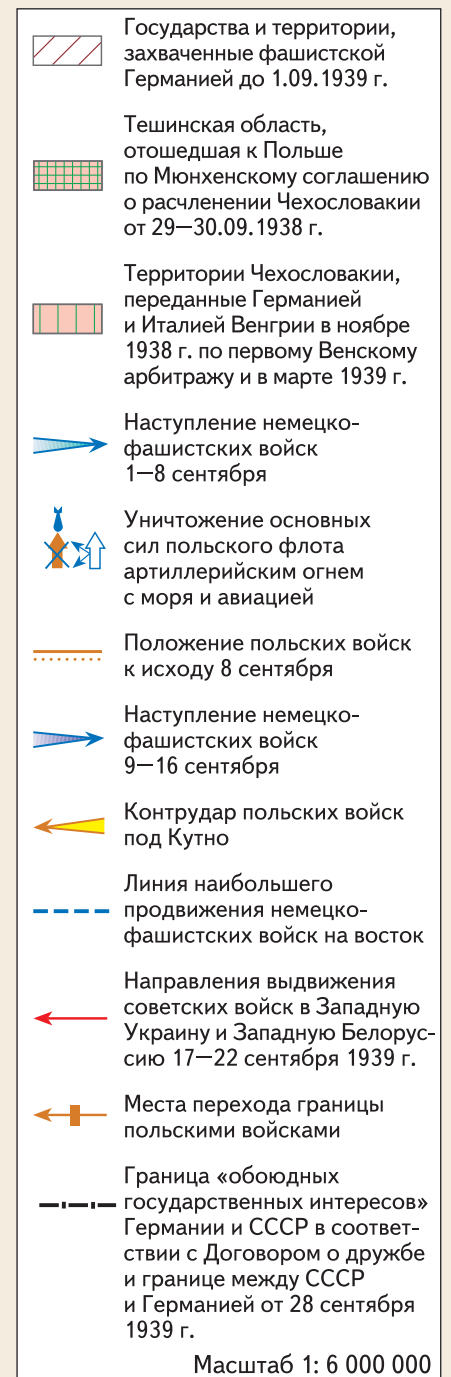 Государства и территории,
захваченные фашистской
Германией до 1.09.1939 г.
Тешинская область,
отошедшая к Польше
по Мюнхенскому соглашению
о расчленении Чехословакии
от 29—30.09.1938 г.
Территории Чехословакии,
переданные Германией
и Италией Венгрии в ноябре
1938 г. по первому Венскому
арбитражу и в марте 1939 г.
Наступление немецко-
фашистских войск
1—8 сентября
Уничтожение основных
сил польского флота
артиллерийским огнем
с моря и авиацией
Положение польских войск
к исходу 8 сентября
Наступление немецко-
фашистских войск
9—16 сентября
Контрудар польских войск
под Кутно
Линия наибольшего
продвижения немецко-
фашистских войск на восток
Направления выдвижения
советских войск в Западную
Украину и Западную Белорус-
сию 17—22 сентября 1939 г.
Места перехода границы
польскими войсками
Граница «обоюдных
государственных интересов»
Германии и СССР в соответ-
ствии с Договором о дружбе
и границе между СССР
и Германией от 28 сентября
1939 г.
Масштаб 1: 6 000 000